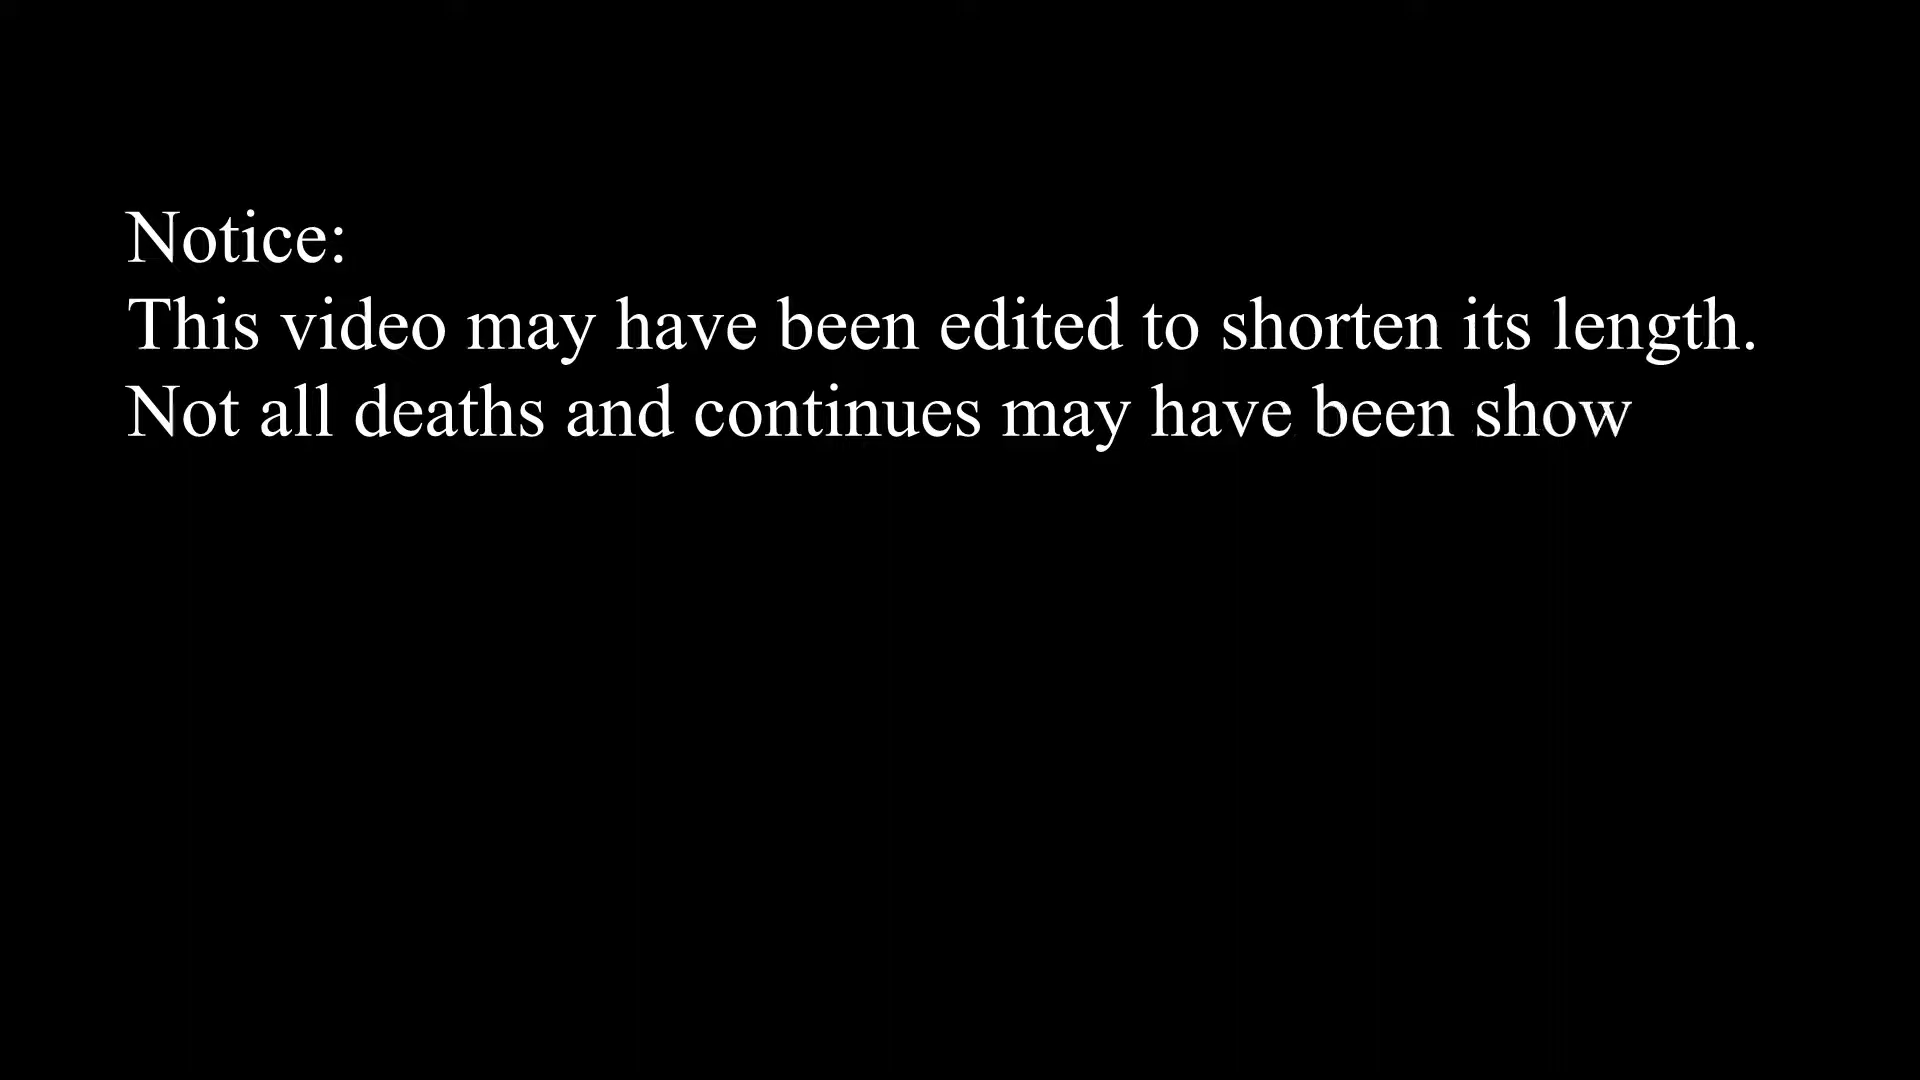 Notice:
This video may have been edited to shorten its length.
Not all deaths and continues may have been show